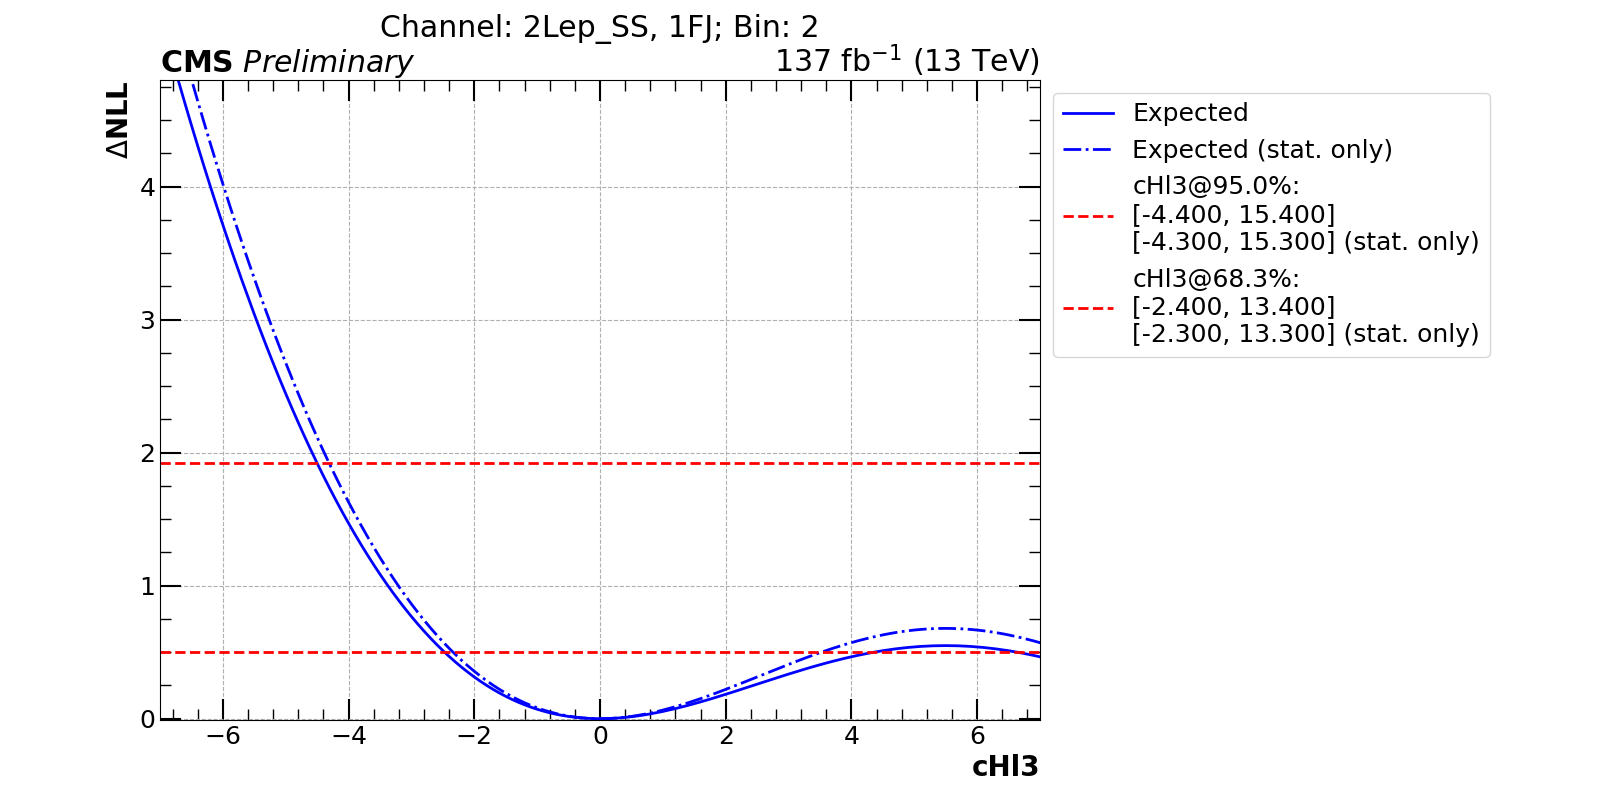 Channel: 2Lep_SS, 1FJ; Bin: 2
CMS Preliminary
137 fb⁻¹ (13 TeV)
ΔNLL
4
3
2
1
0
−6
−4
−2
0
2
4
6
cHl3
Expected
Expected (stat. only)
cHl3@95.0%:
[-4.400, 15.400]
[-4.300, 15.300] (stat. only)
cHl3@68.3%:
[-2.400, 13.400]
[-2.300, 13.300] (stat. only)